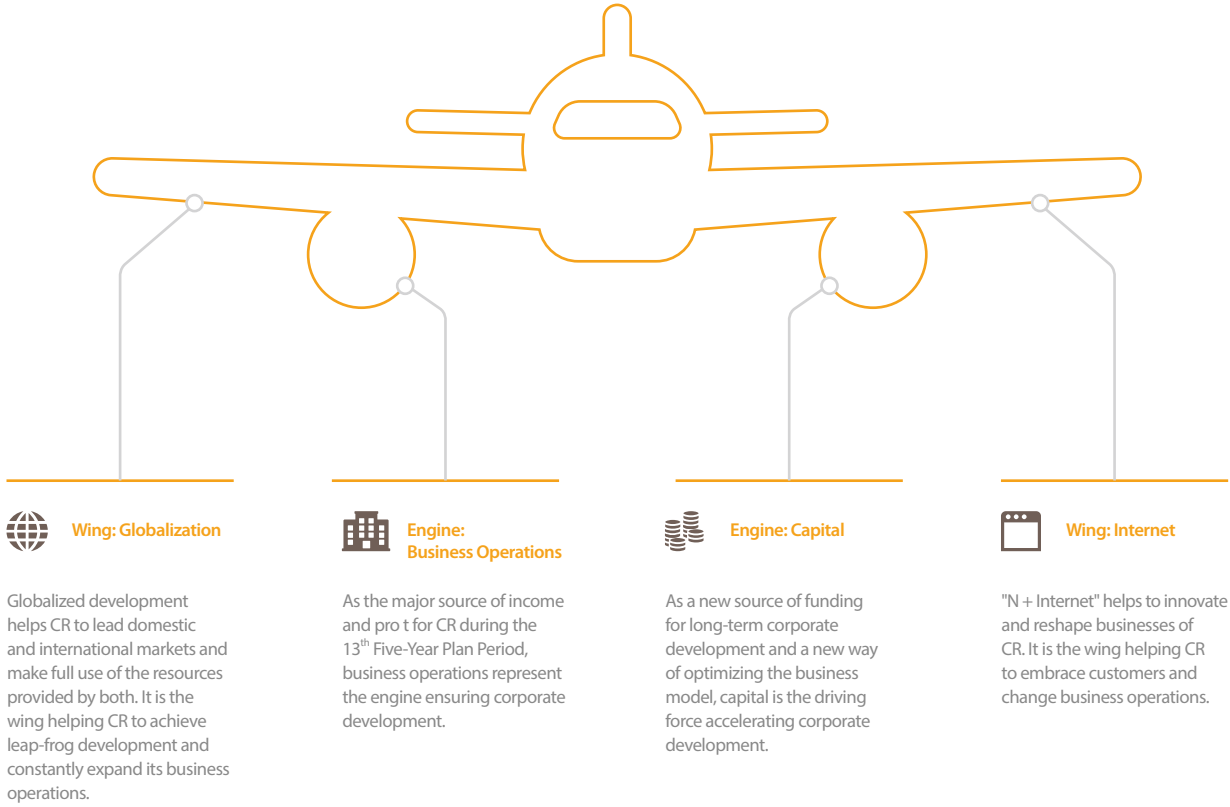 Wing: Globalization
Globalized development
helps CR to lead domestic
and international markets and
make full use of the resources
provided by both. It is the
wing helping CR to achieve
leap-frog development and
constantly expand its business
operations.
Engine:
Business Operations
As the major source of income
and pro t for CR during the
13th Five-Year Plan Period,
business operations represent
the engine ensuring corporate
development.
Engine: Capital
As a new source of funding
for long-term corporate
development and a new way
of optimizing the business
model, capital is the driving
force accelerating corporate
development.
Wing: Internet
"N + Internet" helps to innovate
and reshape businesses of
CR. It is the wing helping CR
to embrace customers and
change business operations.